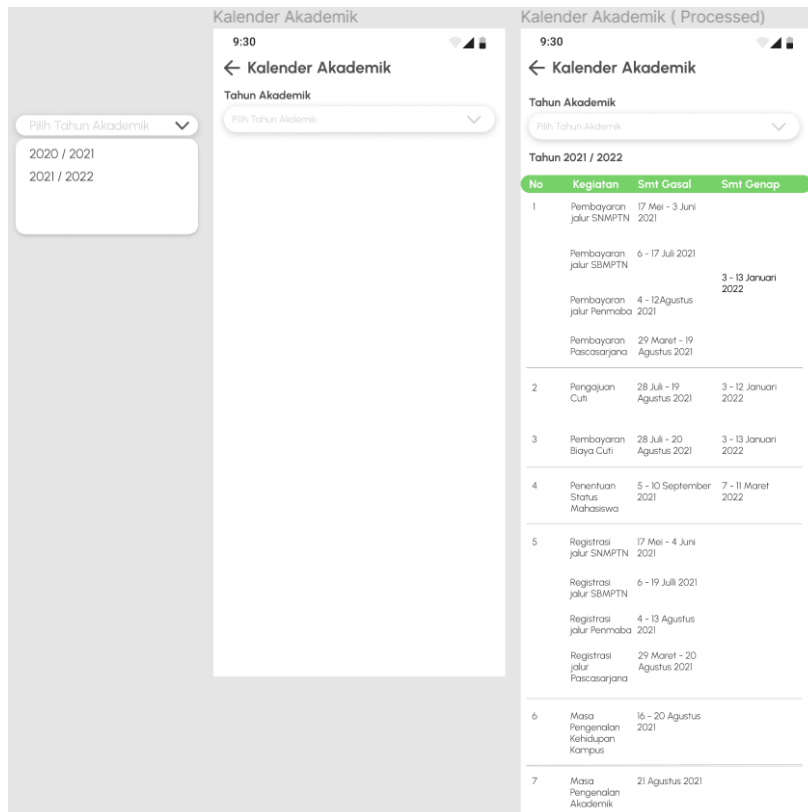 Kalender Akademik
Kalender Akademik ( Processed)
Pilih Tahun Akademik
2020 / 2021
2021 / 2022
9:30
Kalender Akademik
Tahun Akademik
Pilih Tahun Akdemik
9:30
Kalender Akademik
Tahun Akademik
Pilih Tahun Akdemik
Tahun 2021 / 2022
No Kegiatan Smt Gasal Smt Genap
1 Pembayaran 17 Mei - 3 Juni
jalur SNMPTN 2021
Pembayaran 6 - 17 Juli 2021
jalur SBMPTN
3 - 13 Januari
2022
Pembayaran 4 - 12Agustus
jalur Penmaba 2021
Pembayaran 29 Maret - 19
Pascasarjana Agustus 2021
2 Pengajuan 28 Juli - 19 3 - 12 Januari
Cuti Agustus 2021 2022
3 Pembayaran 28 Juli - 20 3 - 13 Januari
Biaya Cuti Agustus 2021 2022
4 Penentuan 5 - 10 September 7 - 11 Maret
Status 2021 2022
Mahasiswa
5 Registrasi 17 Mei - 4 Juni
jalur SNMPTN 2021
Registrasi 6 - 19 Julli 2021
jalur SBMPTN
Registrasi 4 - 13 Agustus
jalur Penmaba 2021
Registrasi 29 Maret - 20
jalur Agustus 2021
Pascasarjana
6 Masa 16 - 20 Agustus
Pengenalan 2021
Kehidupan
Kampus
7 Masa 21 Agustus 2021
Pengenalan
Akademik